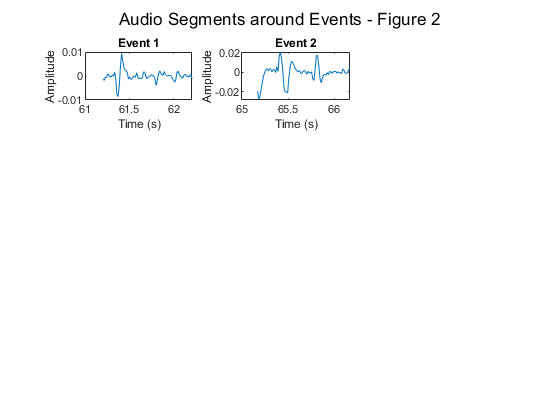 Audio Segments around Events - Figure 2
Event 1
Amplitude
0.01
0
-0.01
61
61.5
62
Time (s)
Event 2
Amplitude
0.02
0
-0.02
65
65.5
66
Time (s)